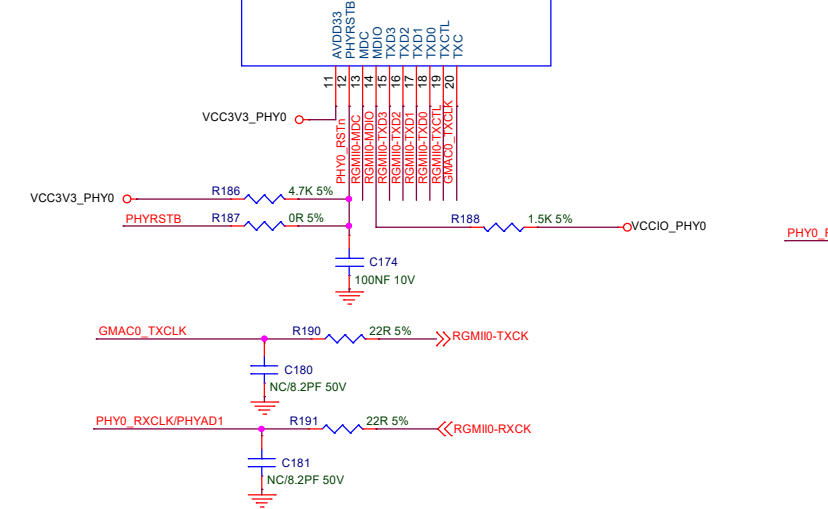 AVDD33
PHYRSTB
MDC
MDIO
TXD3
TXD2
TXD1
TXD0
TXCTL
TXC
11
12
13
14
15
16
17
18
19
20
VCC3V3_PHY0
PHY0_RSTn
RGMII0-MDC
RGMII0-MDIO
RGMII0-TXD3
RGMII0-TXD2
RGMII0-TXD1
RGMII0-TXD0
RGMII0-TXCTL
GMAC0_TXCLK
VCC3V3_PHY0
R186
4.7K 5%
PHYRSTB
R187
0R 5%
R188
1.5K 5%
VCCIO_PHY0
C174
100NF 10V
GMAC0_TXCLK
R190
22R 5%
RGMII0-TXCK
C180
NC/8.2PF 50V
PHY0_RXCLK/PHYAD1
R191
22R 5%
RGMII0-RXCK
C181
NC/8.2PF 50V